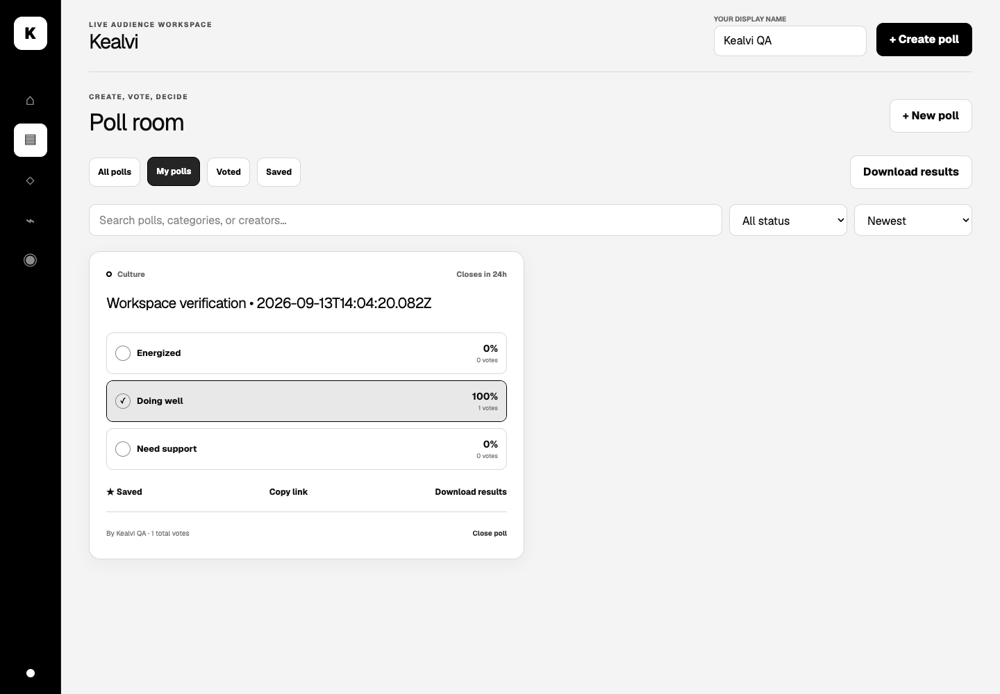 K
LIVE AUDIENCE WORKSPACE
Kealvi
YOUR DISPLAY NAME
Kealvi QA
+ Create poll
CREATE, VOTE, DECIDE
Poll room
+ New poll
All polls
My polls
Voted
Saved
Download results
Search polls, categories, or creators...
All status
Newest
Culture
Closes in 24h
Workspace verification • 2026-09-13T14:04:20.082Z
Energized
0%
0 votes
✓
Doing well
100%
1 votes
Need support
0%
0 votes
★ Saved
Copy link
Download results
By Kealvi QA · 1 total votes
Close poll